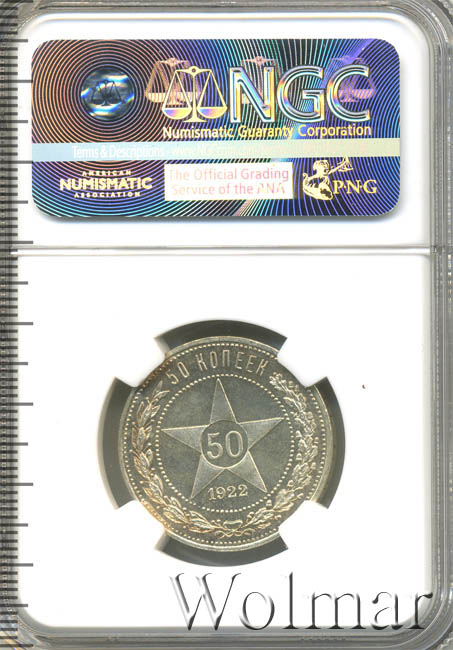 NGC
Numismatic Guaranty Corporation
AMERICAN
NUMISMATIC
ASSOCIATION
The Official Grading
Service of the ANA
PNG
50 КОПЕЕК
50
1922
Wolmar